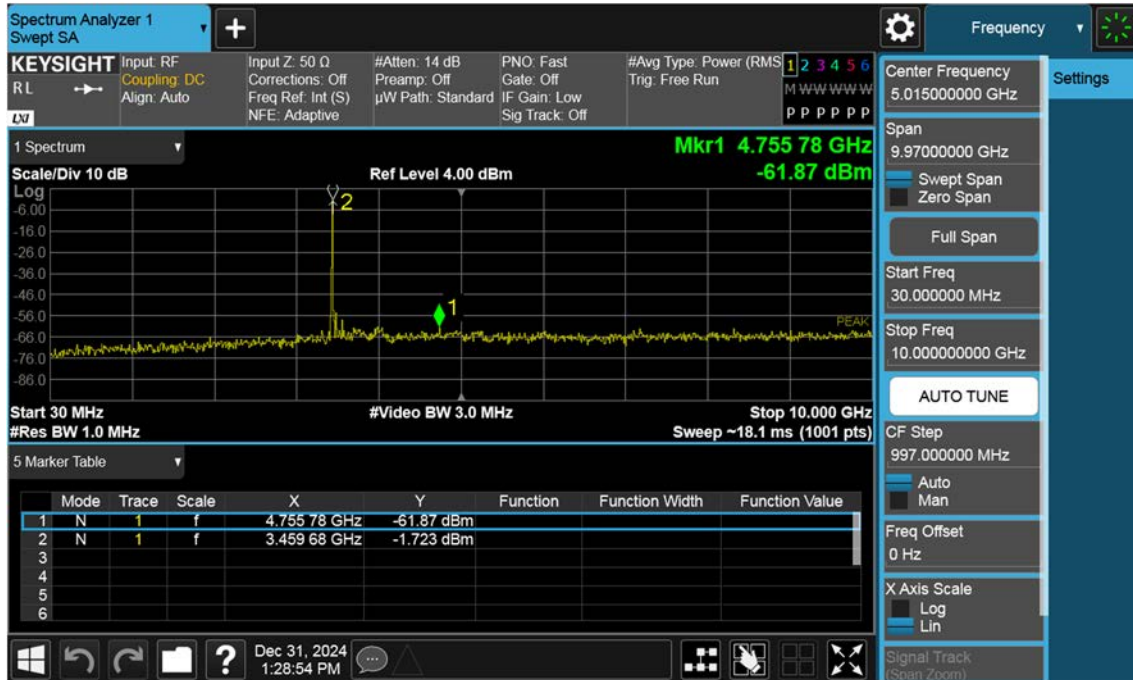 Spectrum Analyzer 1
Swept SA
Frequency
KEYSIGHT
RL
LXI
Input: RF
Coupling: DC
Align: Auto
Input Z: 50 Ω
Corrections: Off
Freq Ref: Int (S)
NFE: Adaptive
#Atten: 14 dB
Preamp: Off
µW Path: Standard
PNO: Fast
Gate: Off
IF Gain: Low
Sig Track: Off
#Avg Type: Power (RMS
Trig: Free Run
1 2 3 4 5 6
M W W W W W
P P P P P P
1 Spectrum
Mkr1 4.755 78 GHz
Scale/Div 10 dB
Ref Level 4.00 dBm
-61.87 dBm
Log
-6.00
-16.0
-26.0
-36.0
-46.0
-56.0
-66.0
-76.0
-86.0
2
1
PEAK
Start 30 MHz
#Video BW 3.0 MHz
Stop 10.000 GHz
#Res BW 1.0 MHz
Sweep ~18.1 ms (1001 pts)
5 Marker Table
Mode Trace Scale X Y Function Function Width Function Value
1 N 1 f 4.755 78 GHz -61.87 dBm
2 N 1 f 3.459 68 GHz -1.723 dBm
3
4
5
6
Dec 31, 2024
1:28:54 PM
Center Frequency
5.015000000 GHz
Settings
Span
9.97000000 GHz
Swept Span
Zero Span
Full Span
Start Freq
30.000000 MHz
Stop Freq
10.000000000 GHz
AUTO TUNE
CF Step
997.000000 MHz
Auto
Man
Freq Offset
0 Hz
X Axis Scale
Log
Lin
Signal Track
(Span Zoom)